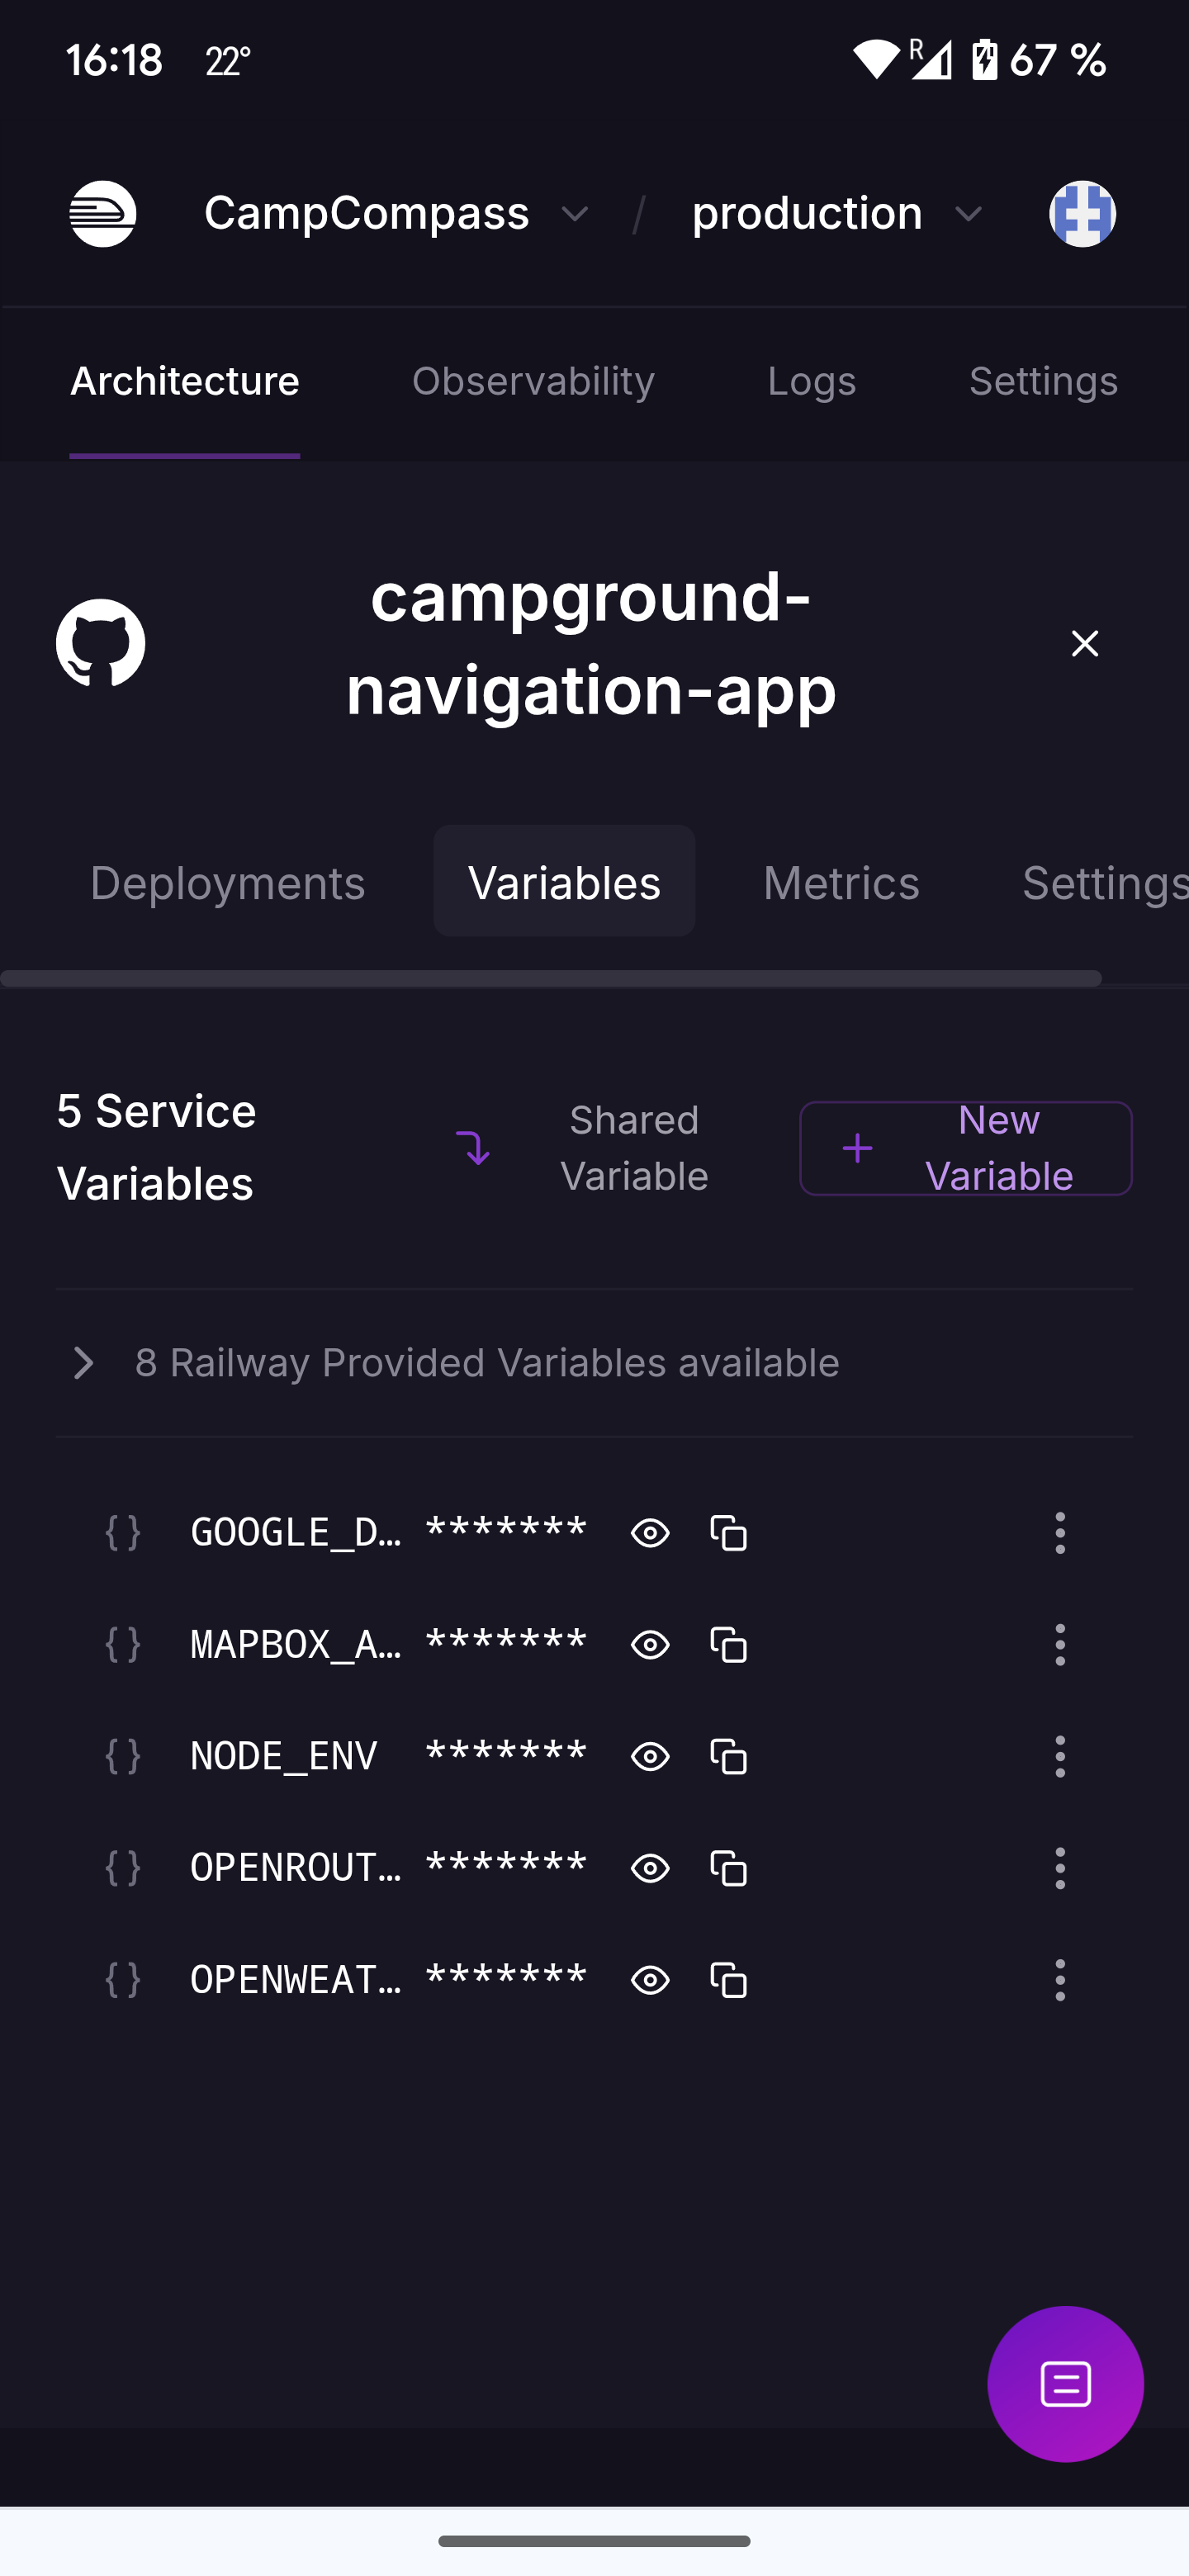 16:18 22° R 67 %
CampCompass / production
Architecture Observability Logs Settings
campground-
navigation-app
Deployments Variables Metrics Settings
5 Service
Variables
Shared
Variable
New
Variable
8 Railway Provided Variables available
{} GOOGLE_D… *******
{} MAPBOX_A… *******
{} NODE_ENV *******
{} OPENROUT… *******
{} OPENWEAT… *******